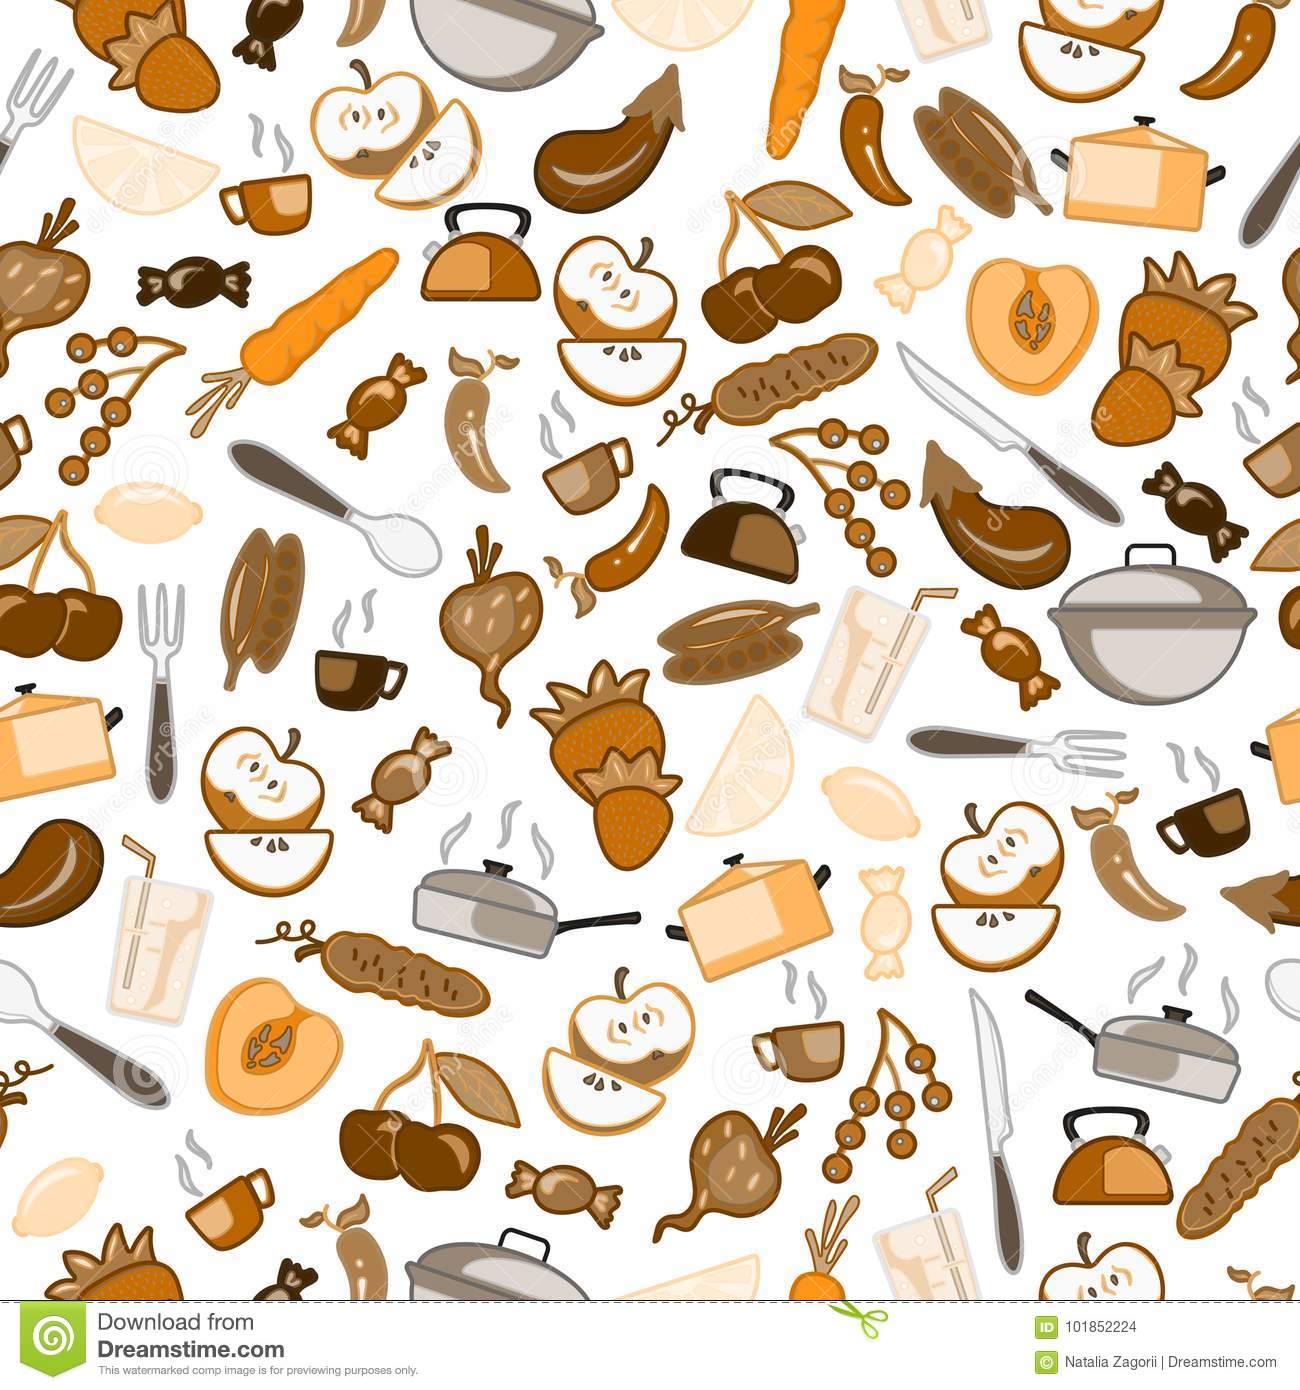 Download from
Dreamstime.com
This watermarked comp image is for previewing purposes only.
ID 101852224
© Natalia Zagorii | Dreamstime.com